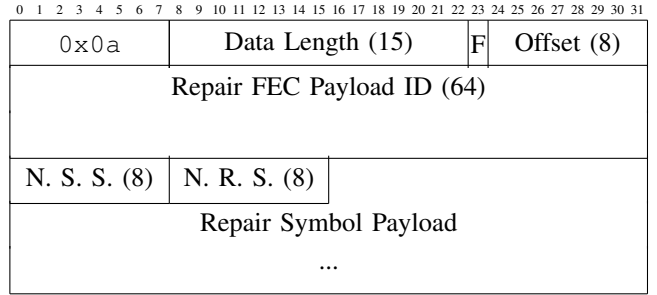 0 1 2 3 4 5 6 7 8 9 10 11 12 13 14 15 16 17 18 19 20 21 22 23 24 25 26 27 28 29 30 31
0x0a Data Length (15) F Offset (8)
Repair FEC Payload ID (64)
N. S. S. (8) N. R. S. (8)
Repair Symbol Payload
...